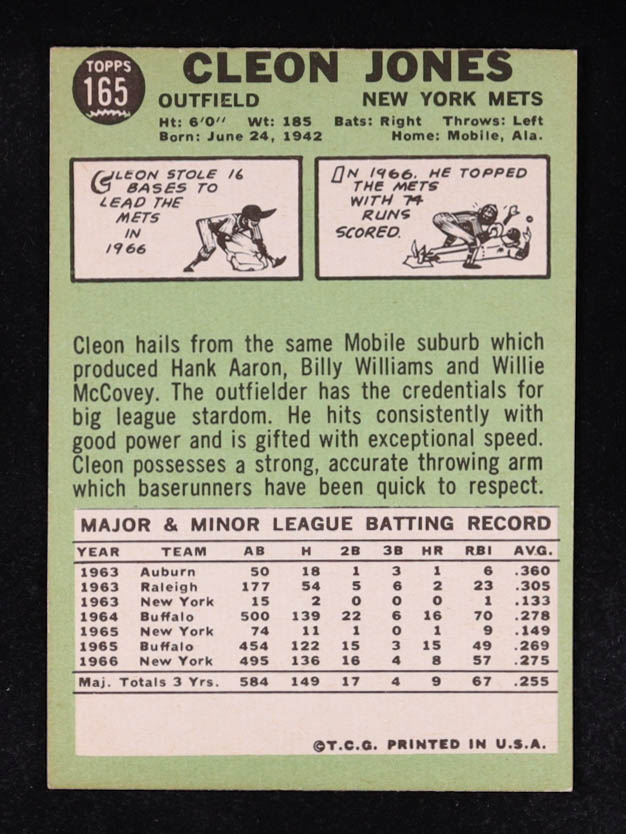 TOPPS
165
CLEON JONES
OUTFIELD NEW YORK METS
Ht: 6'0" Wt: 185 Bats: Right Throws: Left
Born: June 24, 1942 Home: Mobile, Ala.
CLEON STOLE 16
BASES TO
LEAD THE
METS
IN
1966
IN 1966, HE TOPPED
THE METS
WITH 74
RUNS
SCORED.
Cleon hails from the same Mobile suburb which
produced Hank Aaron, Billy Williams and Willie
McCovey. The outfielder has the credentials for
big league stardom. He hits consistently with
good power and is gifted with exceptional speed.
Cleon possesses a strong, accurate throwing arm
which baserunners have been quick to respect.
MAJOR & MINOR LEAGUE BATTING RECORD
YEAR TEAM AB H 2B 3B HR RBI AVG.
1963 Auburn 50 18 1 3 1 6 .360
1963 Raleigh 177 54 5 6 2 23 .305
1963 New York 15 2 0 0 0 1 .133
1964 Buffalo 500 139 22 6 16 70 .278
1965 New York 74 11 1 0 1 9 .149
1965 Buffalo 454 122 15 3 15 49 .269
1966 New York 495 136 16 4 8 57 .275
Maj. Totals 3 Yrs. 584 149 17 4 9 67 .255
©T.C.G. PRINTED IN U.S.A.